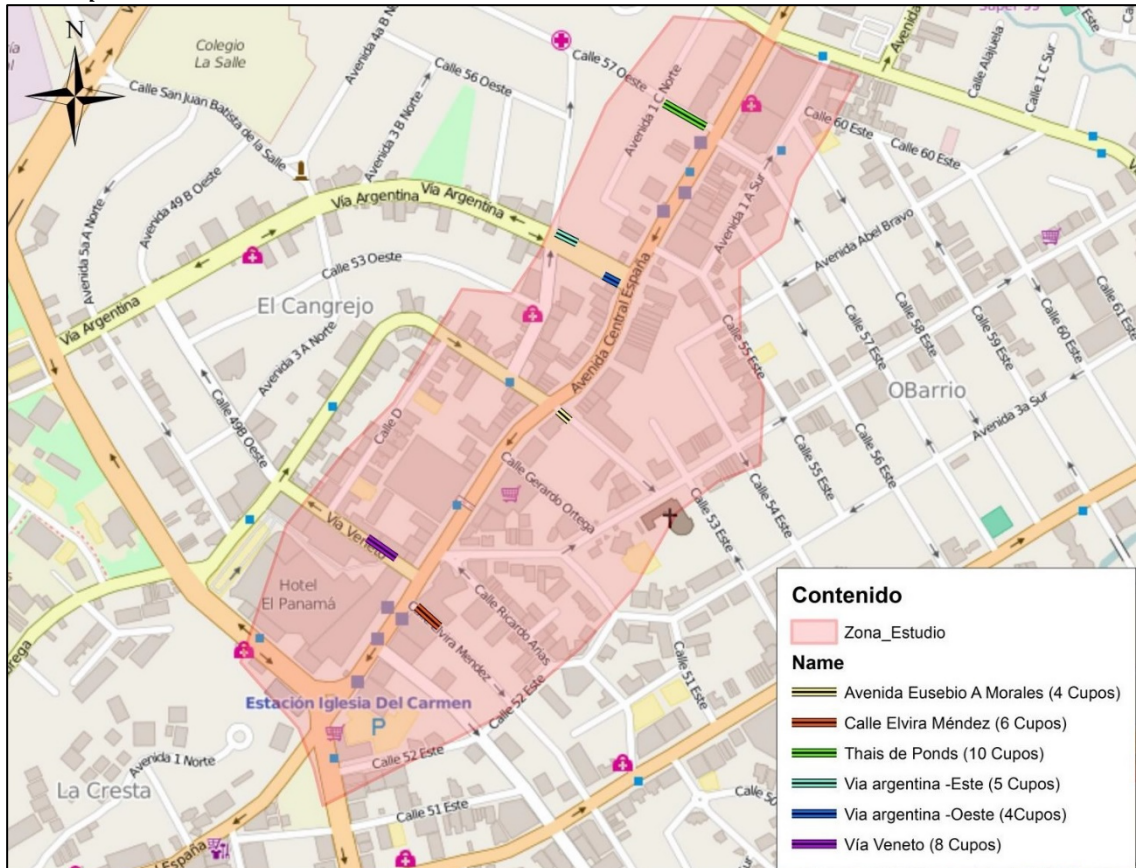 N
Colegio
La Salle
Calle San Juan Batista de la Salle
Avenida 4a B Norte
Calle 56 Oeste
Avenida 3 B Norte
Calle 57 Oeste
Avenida 1 C Norte
Calle Alajuela
Calle 1 C Sur
Calle 60 Este
Calle 60 Este
Avenida 1 A Sur
Avenida 5a A Norte
Avenida 49 B Oeste
Vía Argentina
Vía Argentina
Vía Argentina
Calle 53 Oeste
El Cangrejo
Avenida 3 A Norte
Calle 49B Oeste
Calle D
Avenida Central España
Avenida Abel Bravo
Calle 55 Este
Calle 57 Este
Calle 58 Este
Calle 59 Este
Calle 60 Este
Calle 61 Este
OBarrio
Avenida 3a Sur
Calle 56 Este
Calle 55 Este
Calle 54 Este
Calle 53 Este
Calle Gerardo Ortega
Via Veneto
Hotel
El Panamá
Calle Ricardo Arias
Elvira Mendez
Calle 52 Este
Estación Iglesia Del Carmen
P
Calle 52 Este
Calle 51 Este
Calle 51 Este
Avenida 1 Norte
La Cresta
España
Contenido
Zona_Estudio
Name
Avenida Eusebio A Morales (4 Cupos)
Calle Elvira Méndez (6 Cupos)
Thais de Ponds (10 Cupos)
Via argentina -Este (5 Cupos)
Via argentina -Oeste (4Cupos)
Vía Veneto (8 Cupos)